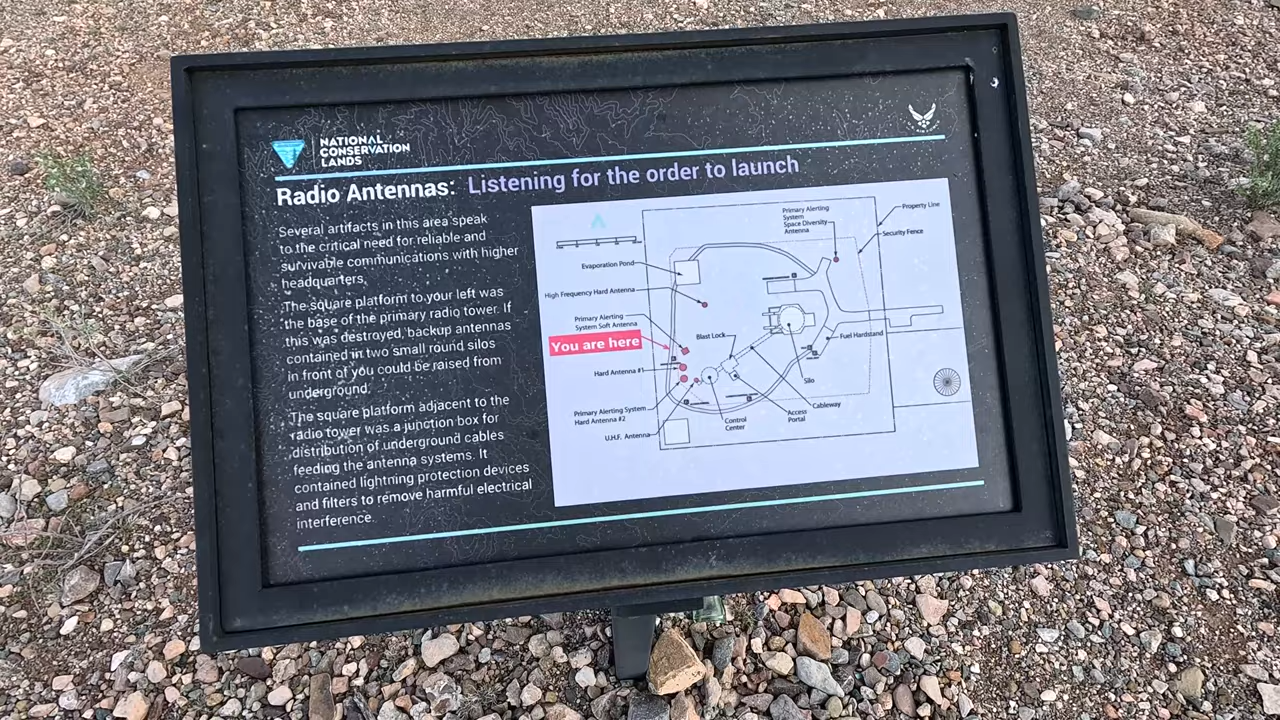 NATIONAL
CONSERVATION
LANDS
Radio Antennas: Listening for the order to launch
Several artifacts in this area speak
to the critical need for reliable and
survivable communications with higher
headquarters.
The square platform to your left was
the base of the primary radio tower. If
this was destroyed, backup antennas
contained in two small round silos
in front of you could be raised from
underground.
The square platform adjacent to the
radio tower was a junction box for
distribution of underground cables
feeding the antenna systems. It
contained lightning protection devices
and filters to remove harmful electrical
interference.
Primary Alerting
System
Space Diversity
Antenna
Property Line
Security Fence
Evaporation Pond
High Frequency Hard Antenna
Primary Alerting
System Soft Antenna
You are here
Blast Lock
Fuel Hardstand
Hard Antenna #1
Silo
Primary Alerting System
Hard Antenna #2
U.H.F. Antenna
Control
Center
Access
Portal
Cableway